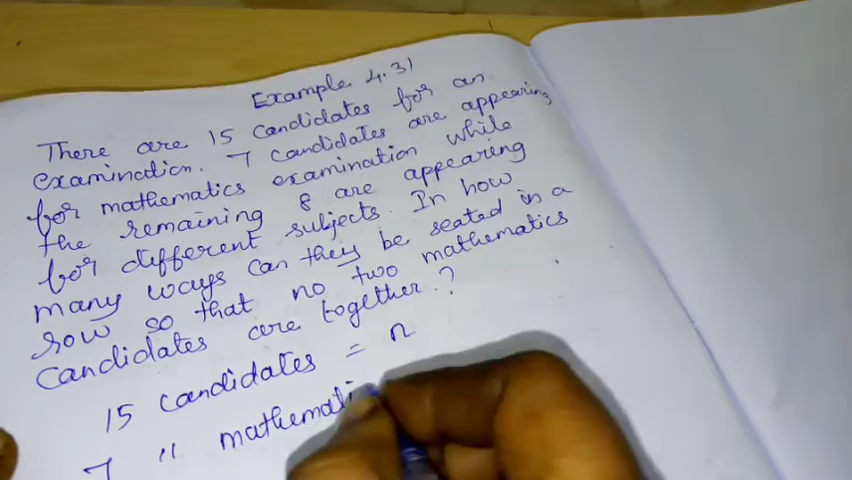 Example 4.31
There are 15 candidates for an
examination. 7 candidates are appearing
for mathematics examination while
the remaining 8 are appearing
for different subjects. In how
many ways can they be seated in a
row so that no two mathematics
candidates are together?
15 candidates = n
7 " mathemati